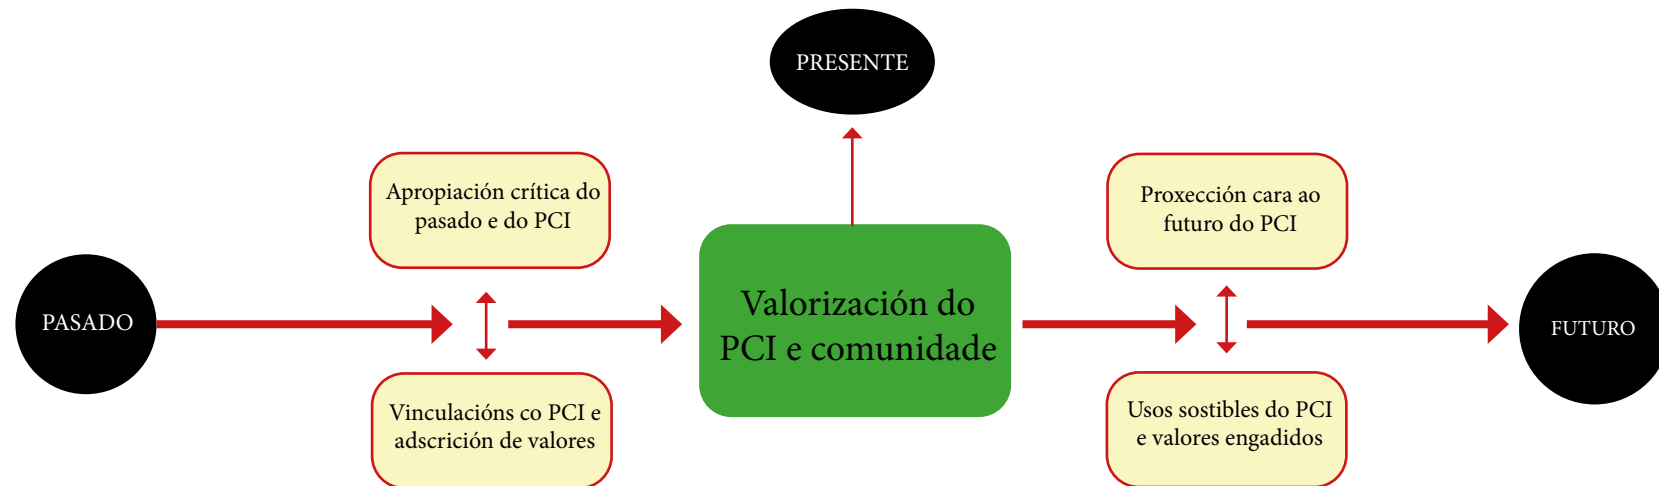 PRESENTE
Apropiación crítica do
pasado e do PCI
Proxección cara ao
futuro do PCI
PASADO
Valorización do
PCI e comunidade
FUTURO
Vinculacións co PCI e
adscrición de valores
Usos sostibles do PCI
e valores engadidos